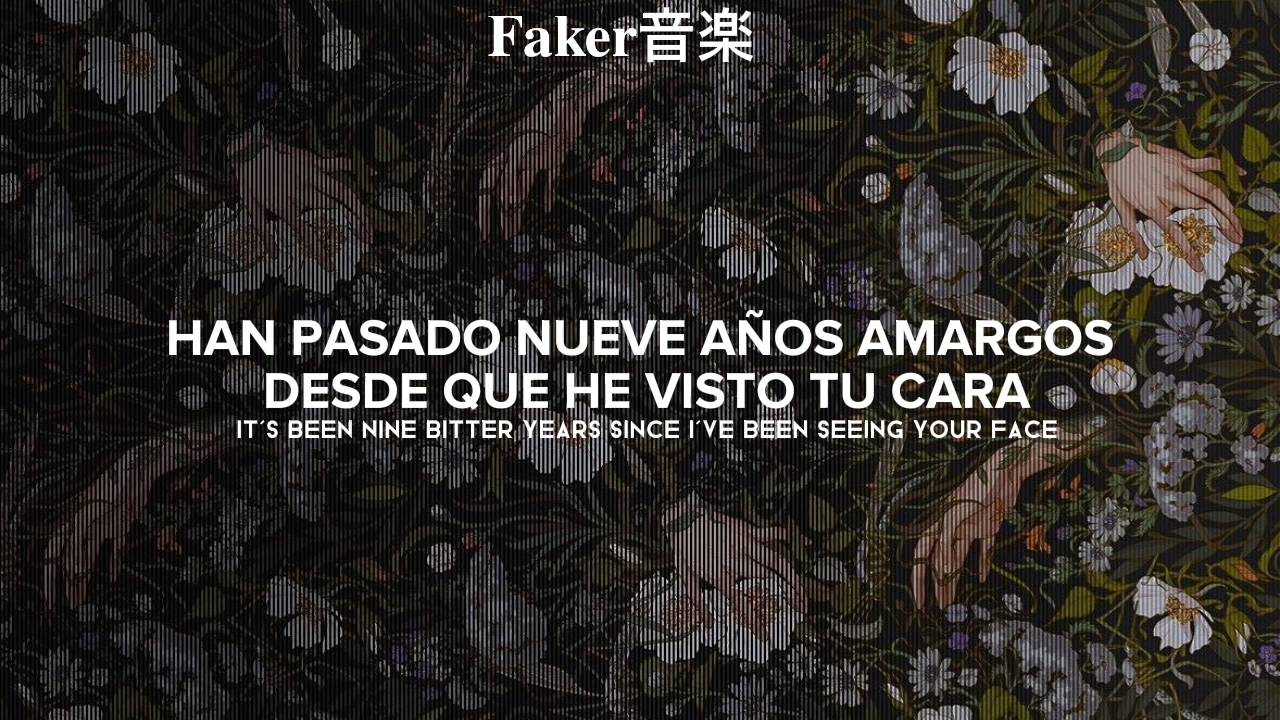 Faker音楽
HAN PASADO NUEVE AÑOS AMARGOS
DESDE QUE HE VISTO TU CARA
IT´S BEEN NINE BITTER YEARS SINCE I´VE BEEN SEEING YOUR FACE